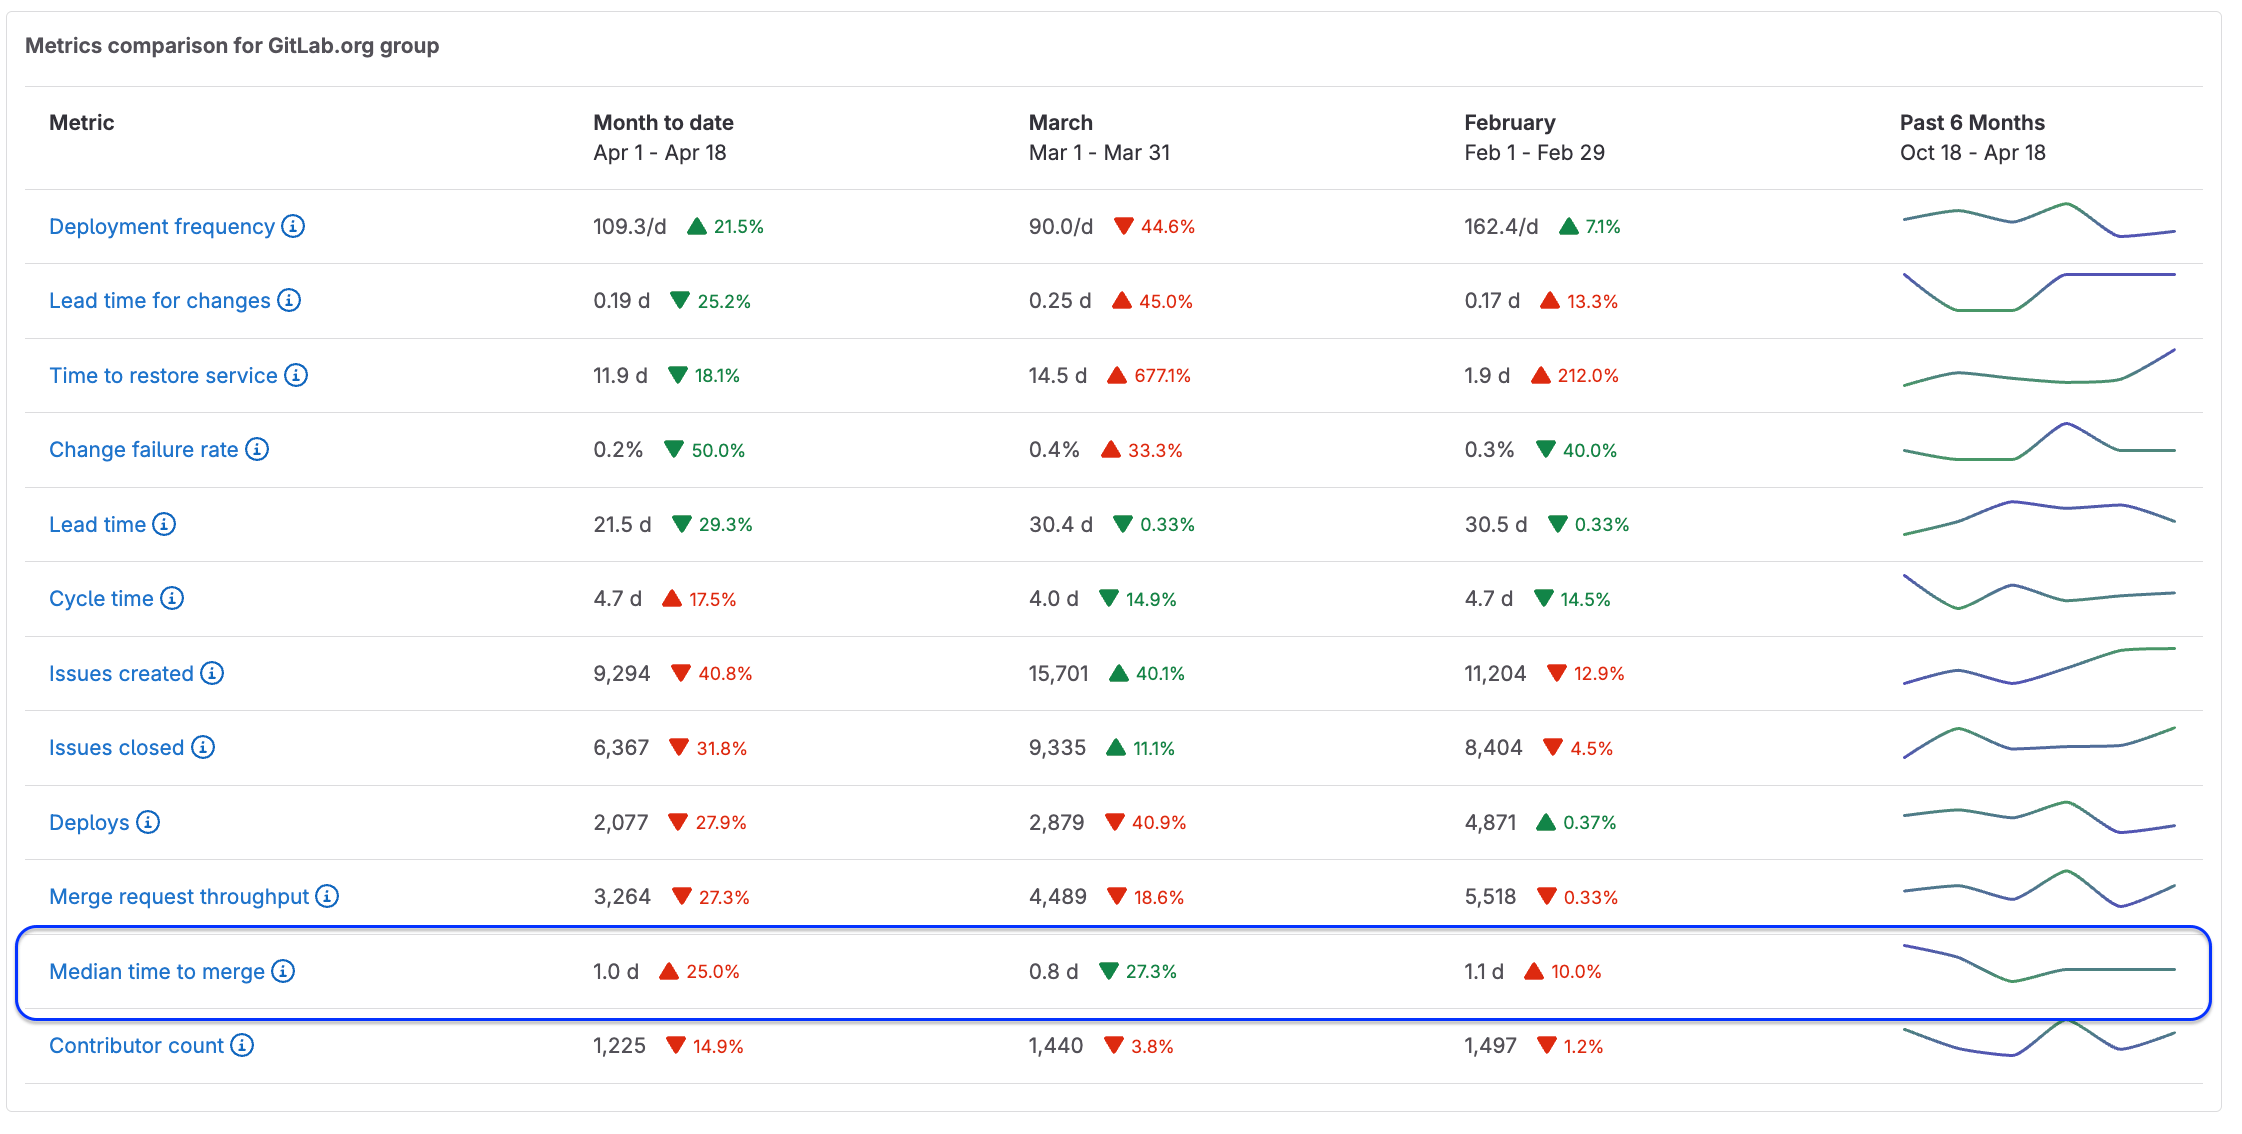 Metrics comparison for GitLab.org group
Metric Month to date March February Past 6 Months
Apr 1 - Apr 18 Mar 1 - Mar 31 Feb 1 - Feb 29 Oct 18 - Apr 18
Deployment frequency 109.3/d 21.5% 90.0/d 44.6% 162.4/d 7.1%
Lead time for changes 0.19 d 25.2% 0.25 d 45.0% 0.17 d 13.3%
Time to restore service 11.9 d 18.1% 14.5 d 677.1% 1.9 d 212.0%
Change failure rate 0.2% 50.0% 0.4% 33.3% 0.3% 40.0%
Lead time 21.5 d 29.3% 30.4 d 0.33% 30.5 d 0.33%
Cycle time 4.7 d 17.5% 4.0 d 14.9% 4.7 d 14.5%
Issues created 9,294 40.8% 15,701 40.1% 11,204 12.9%
Issues closed 6,367 31.8% 9,335 11.1% 8,404 4.5%
Deploys 2,077 27.9% 2,879 40.9% 4,871 0.37%
Merge request throughput 3,264 27.3% 4,489 18.6% 5,518 0.33%
Median time to merge 1.0 d 25.0% 0.8 d 27.3% 1.1 d 10.0%
Contributor count 1,225 14.9% 1,440 3.8% 1,497 1.2%